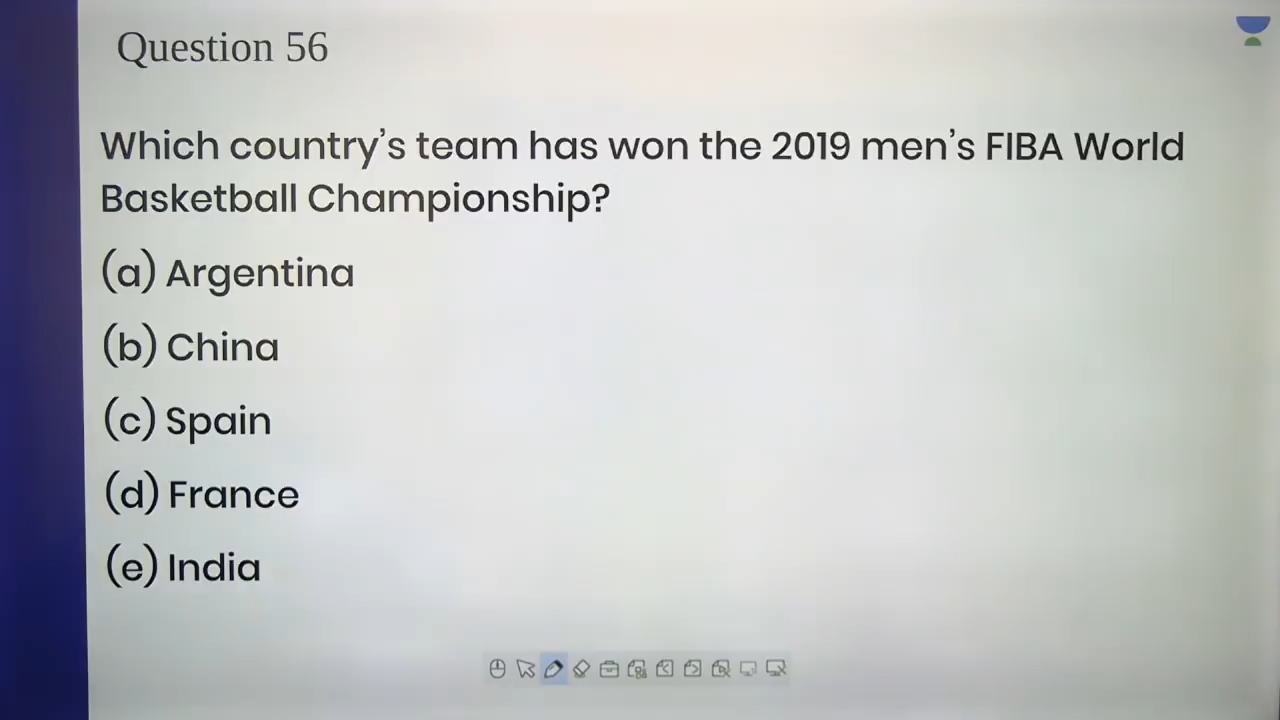 Question 56
Which country's team has won the 2019 men's FIBA World
Basketball Championship?
(a) Argentina
(b) China
(c) Spain
(d) France
(e) India